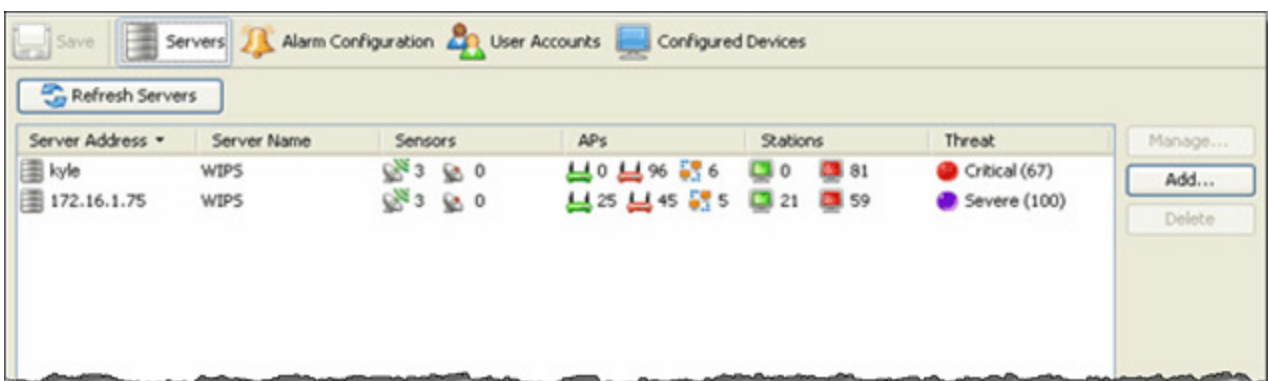 Save Servers Alarm Configuration User Accounts Configured Devices
Refresh Servers
Server Address Server Name Sensors APs Stations Threat Manage...
kyle WIPS 3 0 0 96 6 0 81 Critical (67) Add...
172.16.1.75 WIPS 3 0 25 45 5 21 59 Severe (100)
Delete